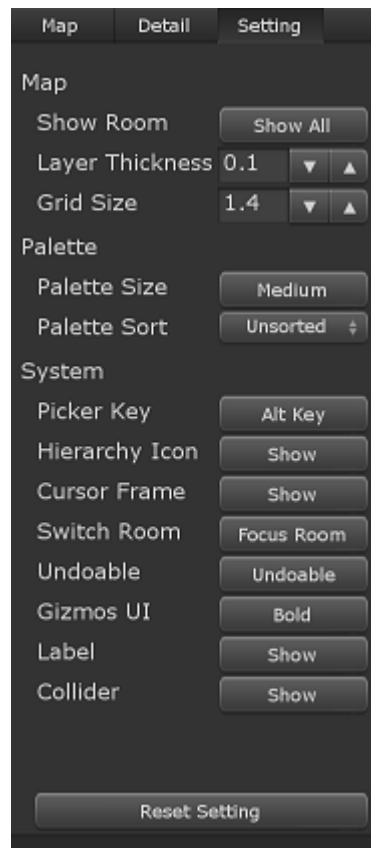 Map Detail Setting
Map
Show Room Show All
Layer Thickness 0.1 ▼ ▲
Grid Size 1.4 ▼ ▲
Palette
Palette Size Medium
Palette Sort Unsorted
System
Picker Key Alt Key
Hierarchy Icon Show
Cursor Frame Show
Switch Room Focus Room
Undoable Undoable
Gizmos UI Bold
Label Show
Collider Show
Reset Setting